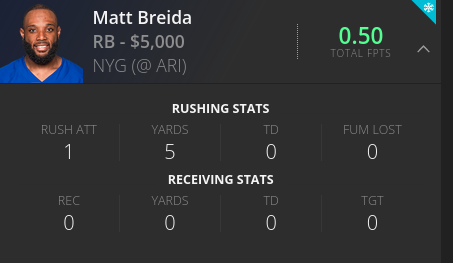 Matt Breida
RB - $5,000
NYG (@ ARI)
0.50
TOTAL FPTS
RUSHING STATS
RUSH ATT YARDS TD FUM LOST
1 5 0 0
RECEIVING STATS
REC YARDS TD TGT
0 0 0 0